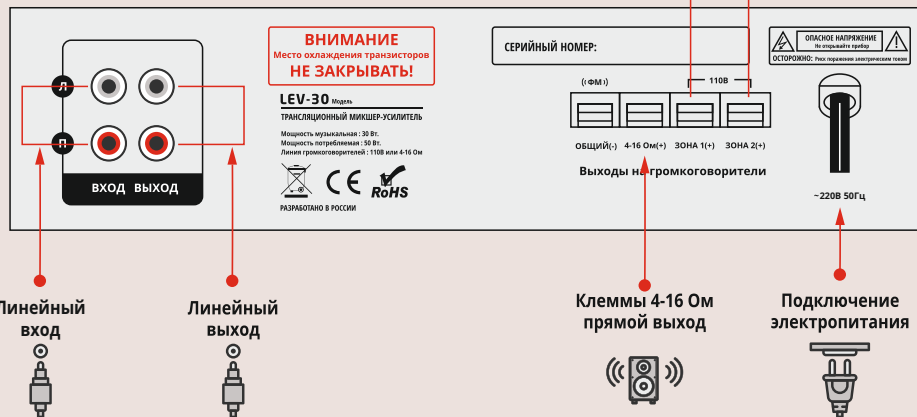 Л
П
ВХОД ВЫХОД
ВНИМАНИЕ
Место охлаждения транзисторов
НЕ ЗАКРЫВАТЬ!
LEV-30 Модель
ТРАНСЛЯЦИОННЫЙ МИКШЕР-УСИЛИТЕЛЬ
Мощность музыкальная : 30 Вт.
Мощность потребляемая : 50 Вт.
Линия громкоговорителей : 110В или 4-16 Ом
CE
RoHS
РАЗРАБОТАНО В РОССИИ
СЕРИЙНЫЙ НОМЕР:
ОПАСНОЕ НАПРЯЖЕНИЕ
Не открывайте прибор
ОСТОРОЖНО: Риск поражения электрическим током
((ФМ))
110В
ОБЩИЙ(-) 4-16 Ом(+) ЗОНА 1(+) ЗОНА 2(+)
Выходы на громкоговорители
~220В 50Гц
Линейный
вход
Линейный
выход
Клеммы 4-16 Ом
прямой выход
Подключение
электропитания